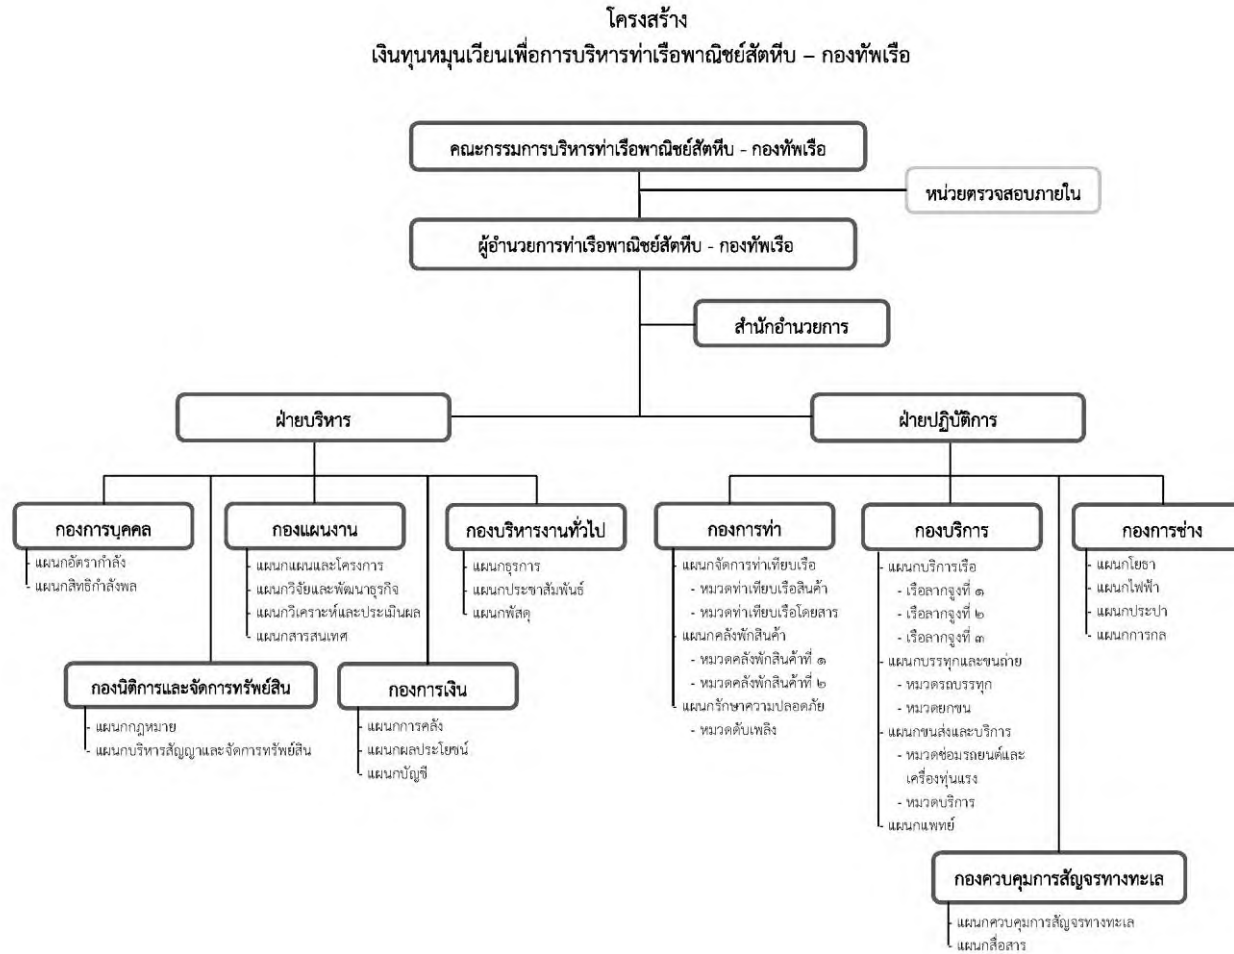 โครงสร้าง
เงินทุนหมุนเวียนเพื่อการบริหารท่าเรือพาณิชย์สัตหีบ – กองทัพเรือ
คณะกรรมการบริหารท่าเรือพาณิชย์สัตหีบ - กองทัพเรือ
หน่วยตรวจสอบภายใน
ผู้อำนวยการท่าเรือพาณิชย์สัตหีบ - กองทัพเรือ
สำนักอำนวยการ
ฝ่ายบริหาร
ฝ่ายปฏิบัติการ
กองการบุคคล
- แผนกอัตรากำลัง
- แผนกสิทธิกำลังพล
กองแผนงาน
- แผนกแผนและโครงการ
- แผนกวิจัยและพัฒนาธุรกิจ
- แผนกวิเคราะห์และประเมินผล
- แผนกสารสนเทศ
กองบริหารงานทั่วไป
- แผนกธุรการ
- แผนกประชาสัมพันธ์
- แผนกพัสดุ
กองนิติการและจัดการทรัพย์สิน
- แผนกกฎหมาย
- แผนกบริหารสัญญาและจัดการทรัพย์สิน
กองการเงิน
- แผนกการคลัง
- แผนกผลประโยชน์
- แผนกบัญชี
กองการท่า
- แผนกจัดการท่าเทียบเรือ
- หมวดท่าเทียบเรือสินค้า
- หมวดท่าเทียบเรือโดยสาร
- แผนกคลังพักสินค้า
- หมวดคลังพักสินค้าที่ ๑
- หมวดคลังพักสินค้าที่ ๒
- แผนกรักษาความปลอดภัย
- หมวดดับเพลิง
กองบริการ
- แผนกบริการเรือ
- เรือลากจูงที่ ๑
- เรือลากจูงที่ ๒
- เรือลากจูงที่ ๓
- แผนกบรรทุกและขนถ่าย
- หมวดรถบรรทุก
- หมวดยกขน
- แผนกขนส่งและบริการ
- หมวดซ่อมรถยนต์และ
เครื่องทุ่นแรง
- หมวดบริการ
- แผนกแพทย์
กองการช่าง
- แผนกโยธา
- แผนกไฟฟ้า
- แผนกประปา
- แผนกการกล
กองควบคุมการสัญจรทางทะเล
- แผนกควบคุมการสัญจรทางทะเล
- แผนกสื่อสาร